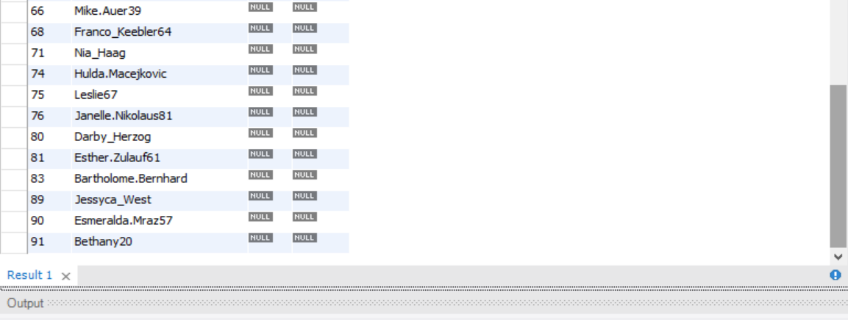 66 Mike.Auer39 NULL NULL
68 Franco_Keebler64 NULL NULL
71 Nia_Haag NULL NULL
74 Hulda.Macejkovic NULL NULL
75 Leslie67 NULL NULL
76 Janelle.Nikolaus81 NULL NULL
80 Darby_Herzog NULL NULL
81 Esther.Zulauf61 NULL NULL
83 Bartholome.Bernhard NULL NULL
89 Jessyca_West NULL NULL
90 Esmeralda.Mraz57 NULL NULL
91 Bethany20 NULL NULL
Result 1
Output